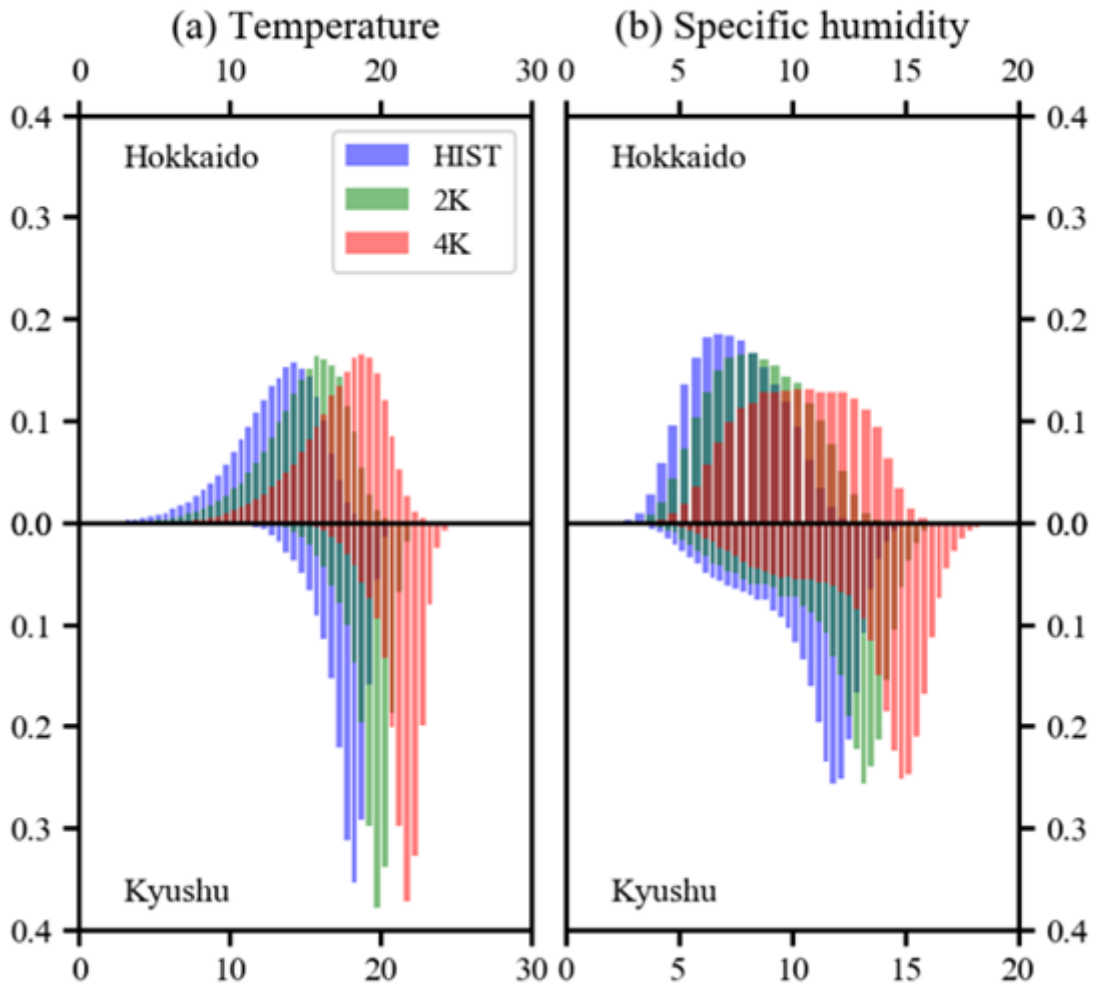 (a) Temperature (b) Specific humidity
0 10 20 30 0 5 10 15 20
0.4 0.4
Hokkaido HIST Hokkaido
2K
0.3 0.3
4K
0.2 0.2
0.1 0.1
0.0 0.0
0.1 0.1
0.2 0.2
0.3 0.3
Kyushu Kyushu
0.4 0.4
0 10 20 30 0 5 10 15 20